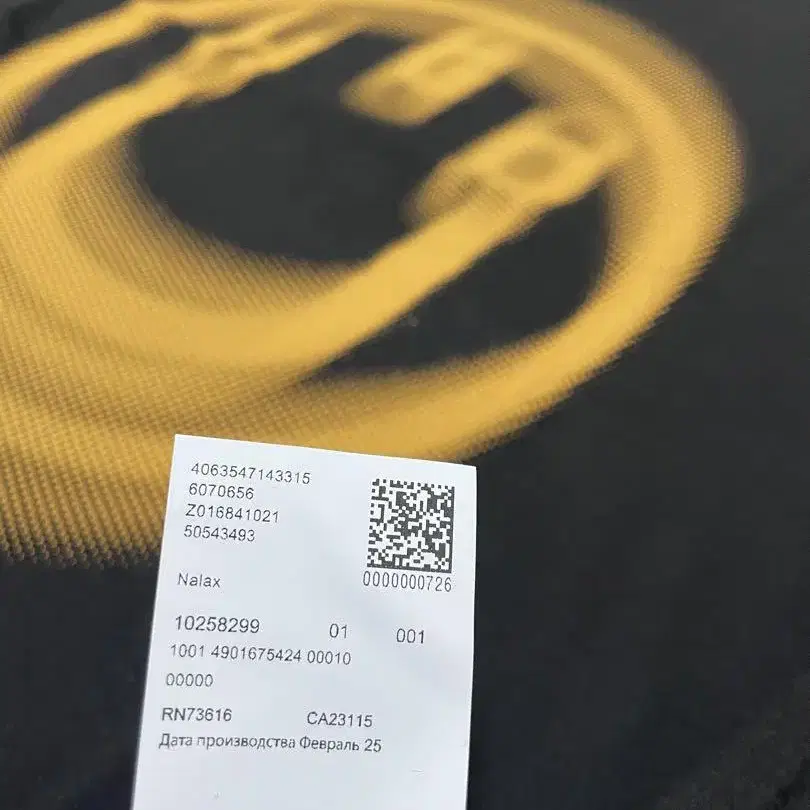 4063547143315
6070656
Z016841021
50543493
0000000726
Nalax
10258299 01 001
1001 4901675424 00010
00000
RN73616 CA23115
Дата производства Февраль 25